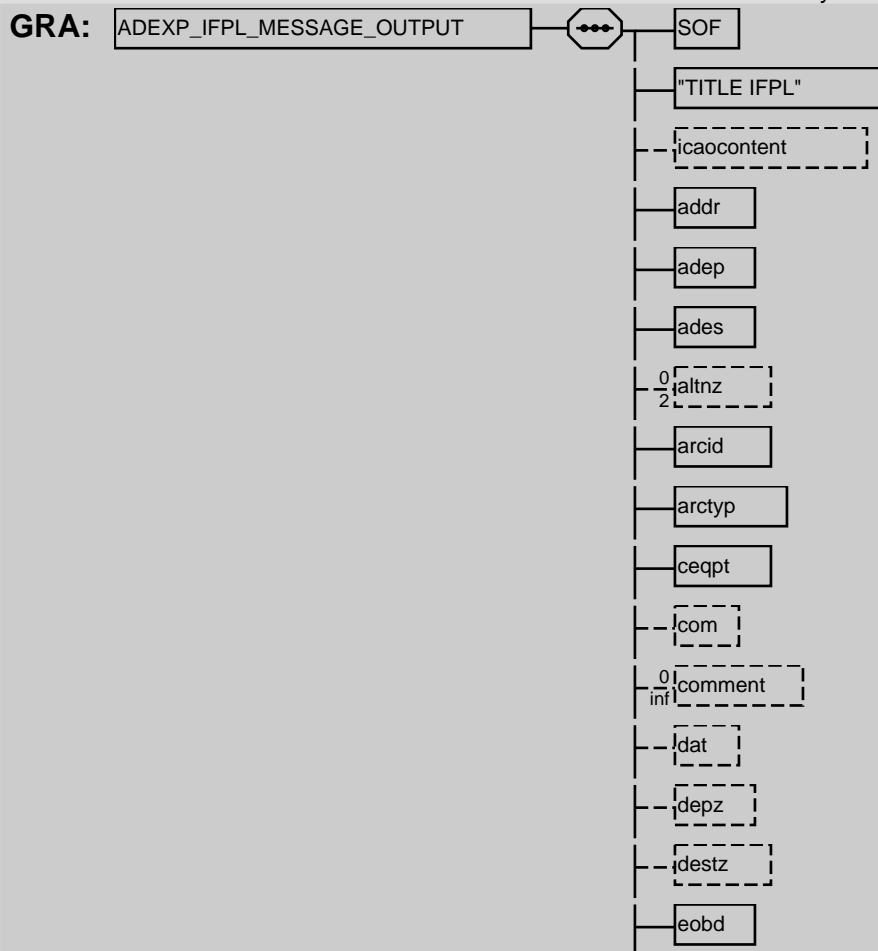 GRA: ADEXP_IFPL_MESSAGE_OUTPUT SOF
"TITLE IFPL"
icaocontent
addr
adep
ades
0
2
altnz
arcid
arctyp
ceqpt
com
0
inf
comment
dat
depz
destz
eobd